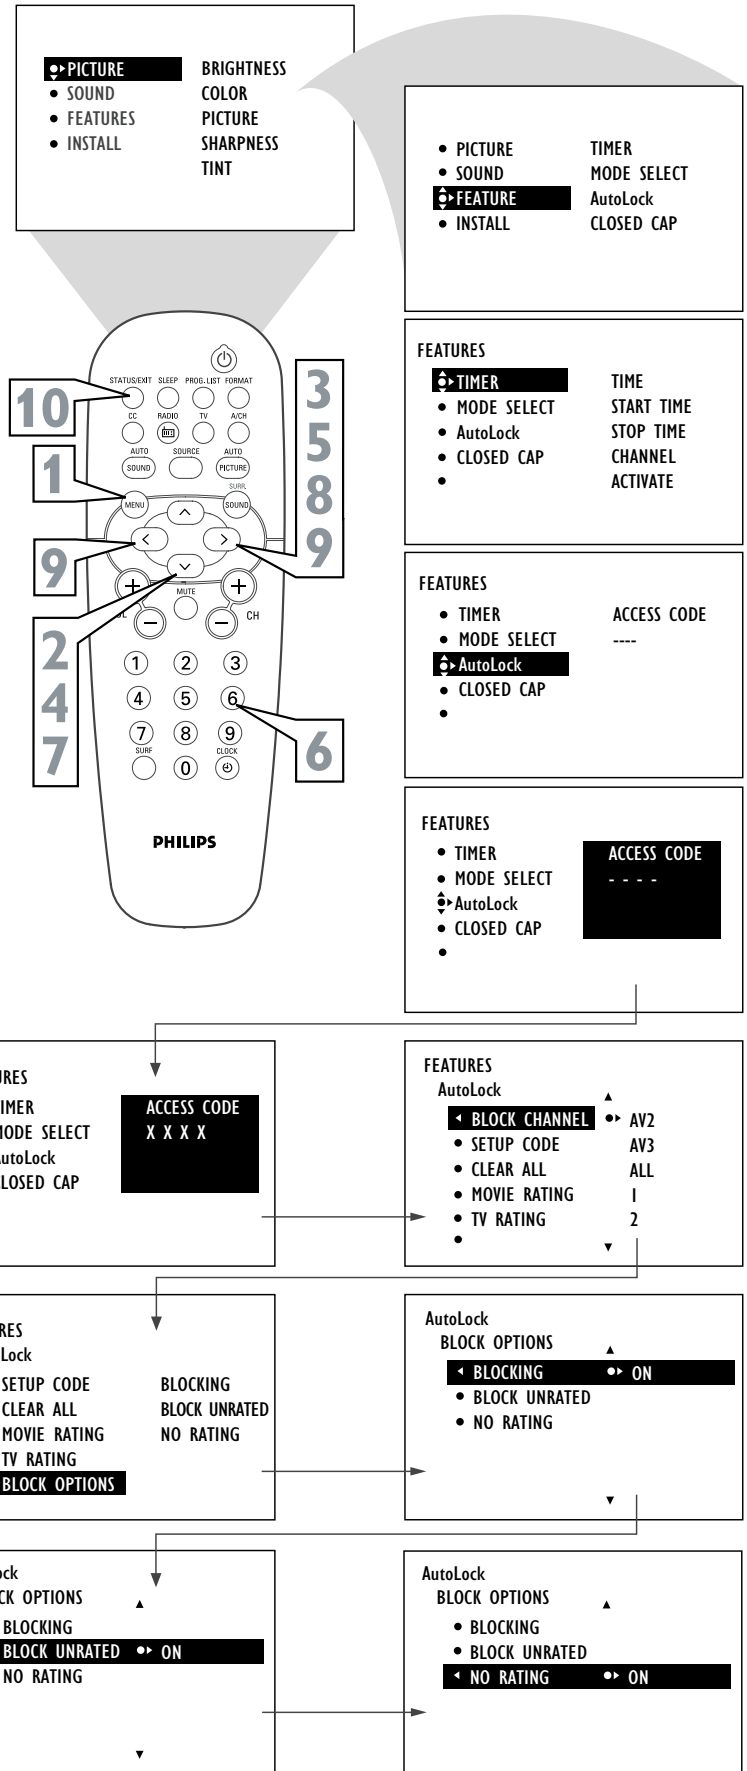 PICTURE BRIGHTNESS
SOUND COLOR
FEATURES PICTURE
INSTALL SHARPNESS
TINT
PICTURE TIMER
SOUND MODE SELECT
FEATURE AutoLock
INSTALL CLOSED CAP
FEATURES
TIMER TIME
MODE SELECT START TIME
AutoLock STOP TIME
CLOSED CAP CHANNEL
ACTIVATE
STATUS/EXIT SLEEP PROG. LIST FORMAT
CC RADIO TV A/CH
AUTO SOURCE AUTO
SOUND PICTURE
SURR.
MENU SOUND
MUTE
CH
1 2 3
4 5 6
7 8 9
SURF CLOCK
0
PHILIPS
10
1
9
2
4
7
3
5
8
9
6
FEATURES
TIMER ACCESS CODE
MODE SELECT ----
AutoLock
CLOSED CAP
FEATURES
TIMER ACCESS CODE
MODE SELECT - - - -
AutoLock
CLOSED CAP
URES
IMER ACCESS CODE
MODE SELECT X X X X
AutoLock
LOSED CAP
FEATURES
AutoLock
BLOCK CHANNEL AV2
SETUP CODE AV3
CLEAR ALL ALL
MOVIE RATING 1
TV RATING 2
RES
Lock
SETUP CODE BLOCKING
CLEAR ALL BLOCK UNRATED
MOVIE RATING NO RATING
TV RATING
BLOCK OPTIONS
AutoLock
BLOCK OPTIONS
BLOCKING ON
BLOCK UNRATED
NO RATING
ock
CK OPTIONS
BLOCKING
BLOCK UNRATED ON
NO RATING
AutoLock
BLOCK OPTIONS
BLOCKING
BLOCK UNRATED
NO RATING ON